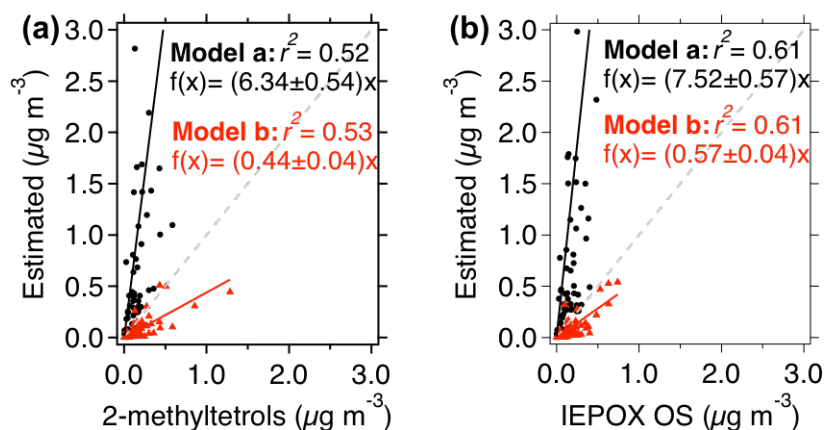 (a)
Estimated (µg m⁻³)
3.0
2.5
2.0
1.5
1.0
0.5
0.0
Model a: r² = 0.52
f(x)= (6.34±0.54)x
Model b: r² = 0.53
f(x)= (0.44±0.04)x
0.0 1.0 2.0 3.0
2-methyltetrols (µg m⁻³)
(b)
Estimated (µg m⁻³)
3.0
2.5
2.0
1.5
1.0
0.5
0.0
Model a: r² = 0.61
f(x)= (7.52±0.57)x
Model b: r² = 0.61
f(x)= (0.57±0.04)x
0.0 1.0 2.0 3.0
IEPOX OS (µg m⁻³)